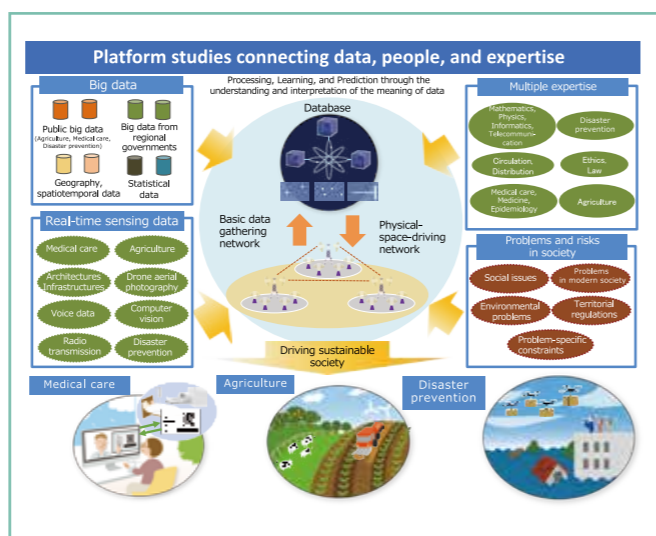 Platform studies connecting data, people, and expertise
Big data
Public big data
(Agriculture, Medical care,
Disaster prevention)
Big data from
regional
governments
Geography,
spatiotemporal data
Statistical
data
Real-time sensing data
Medical care
Agriculture
Architectures
Infrastructures
Drone aerial
photography
Voice data
Computer
vision
Radio
transmission
Disaster
prevention
Processing, Learning, and Prediction through the
understanding and interpretation of the meaning of data
Database
Basic data
gathering
network
Physical-
space-driving
network
Driving sustainable
society
Multiple expertise
Mathematics,
Physics,
Informatics,
Telecommuni-
cation
Disaster
prevention
Circulation,
Distribution
Ethics,
Law
Medical care,
Medicine,
Epidemiology
Agriculture
Problems and risks
in society
Social issues
Problems
in modern society
Environmental
problems
Territorial
regulations
Problem-specific
constraints
Medical care
Agriculture
Disaster
prevention